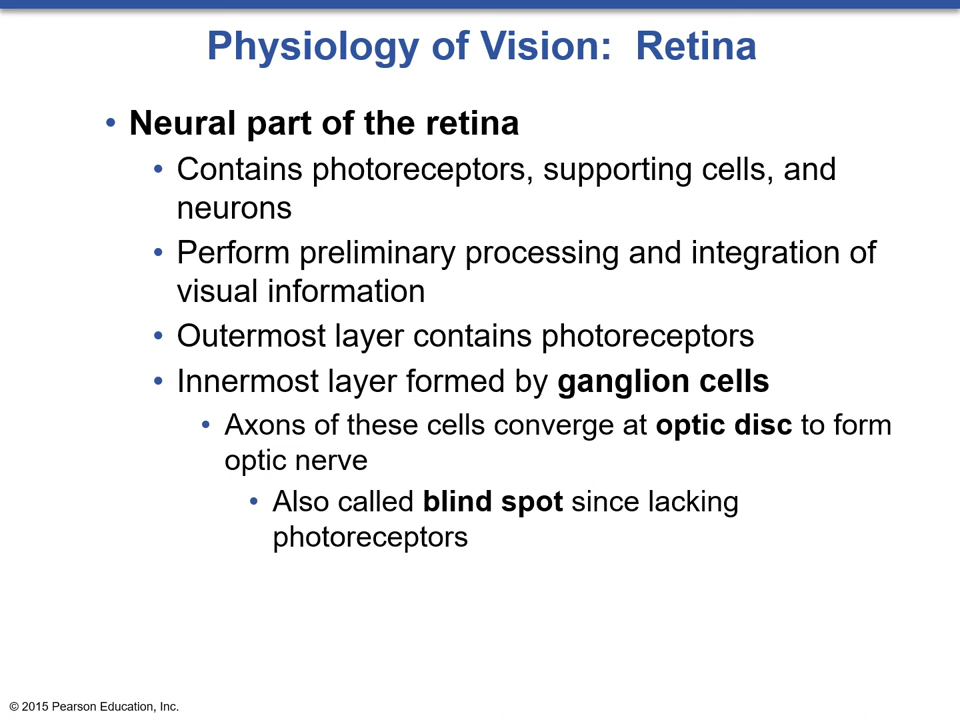 Physiology of Vision:  Retina
• Neural part of the retina
• Contains photoreceptors, supporting cells, and
neurons
• Perform preliminary processing and integration of
visual information
• Outermost layer contains photoreceptors
• Innermost layer formed by ganglion cells
• Axons of these cells converge at optic disc to form
optic nerve
• Also called blind spot since lacking
photoreceptors
© 2015 Pearson Education, Inc.